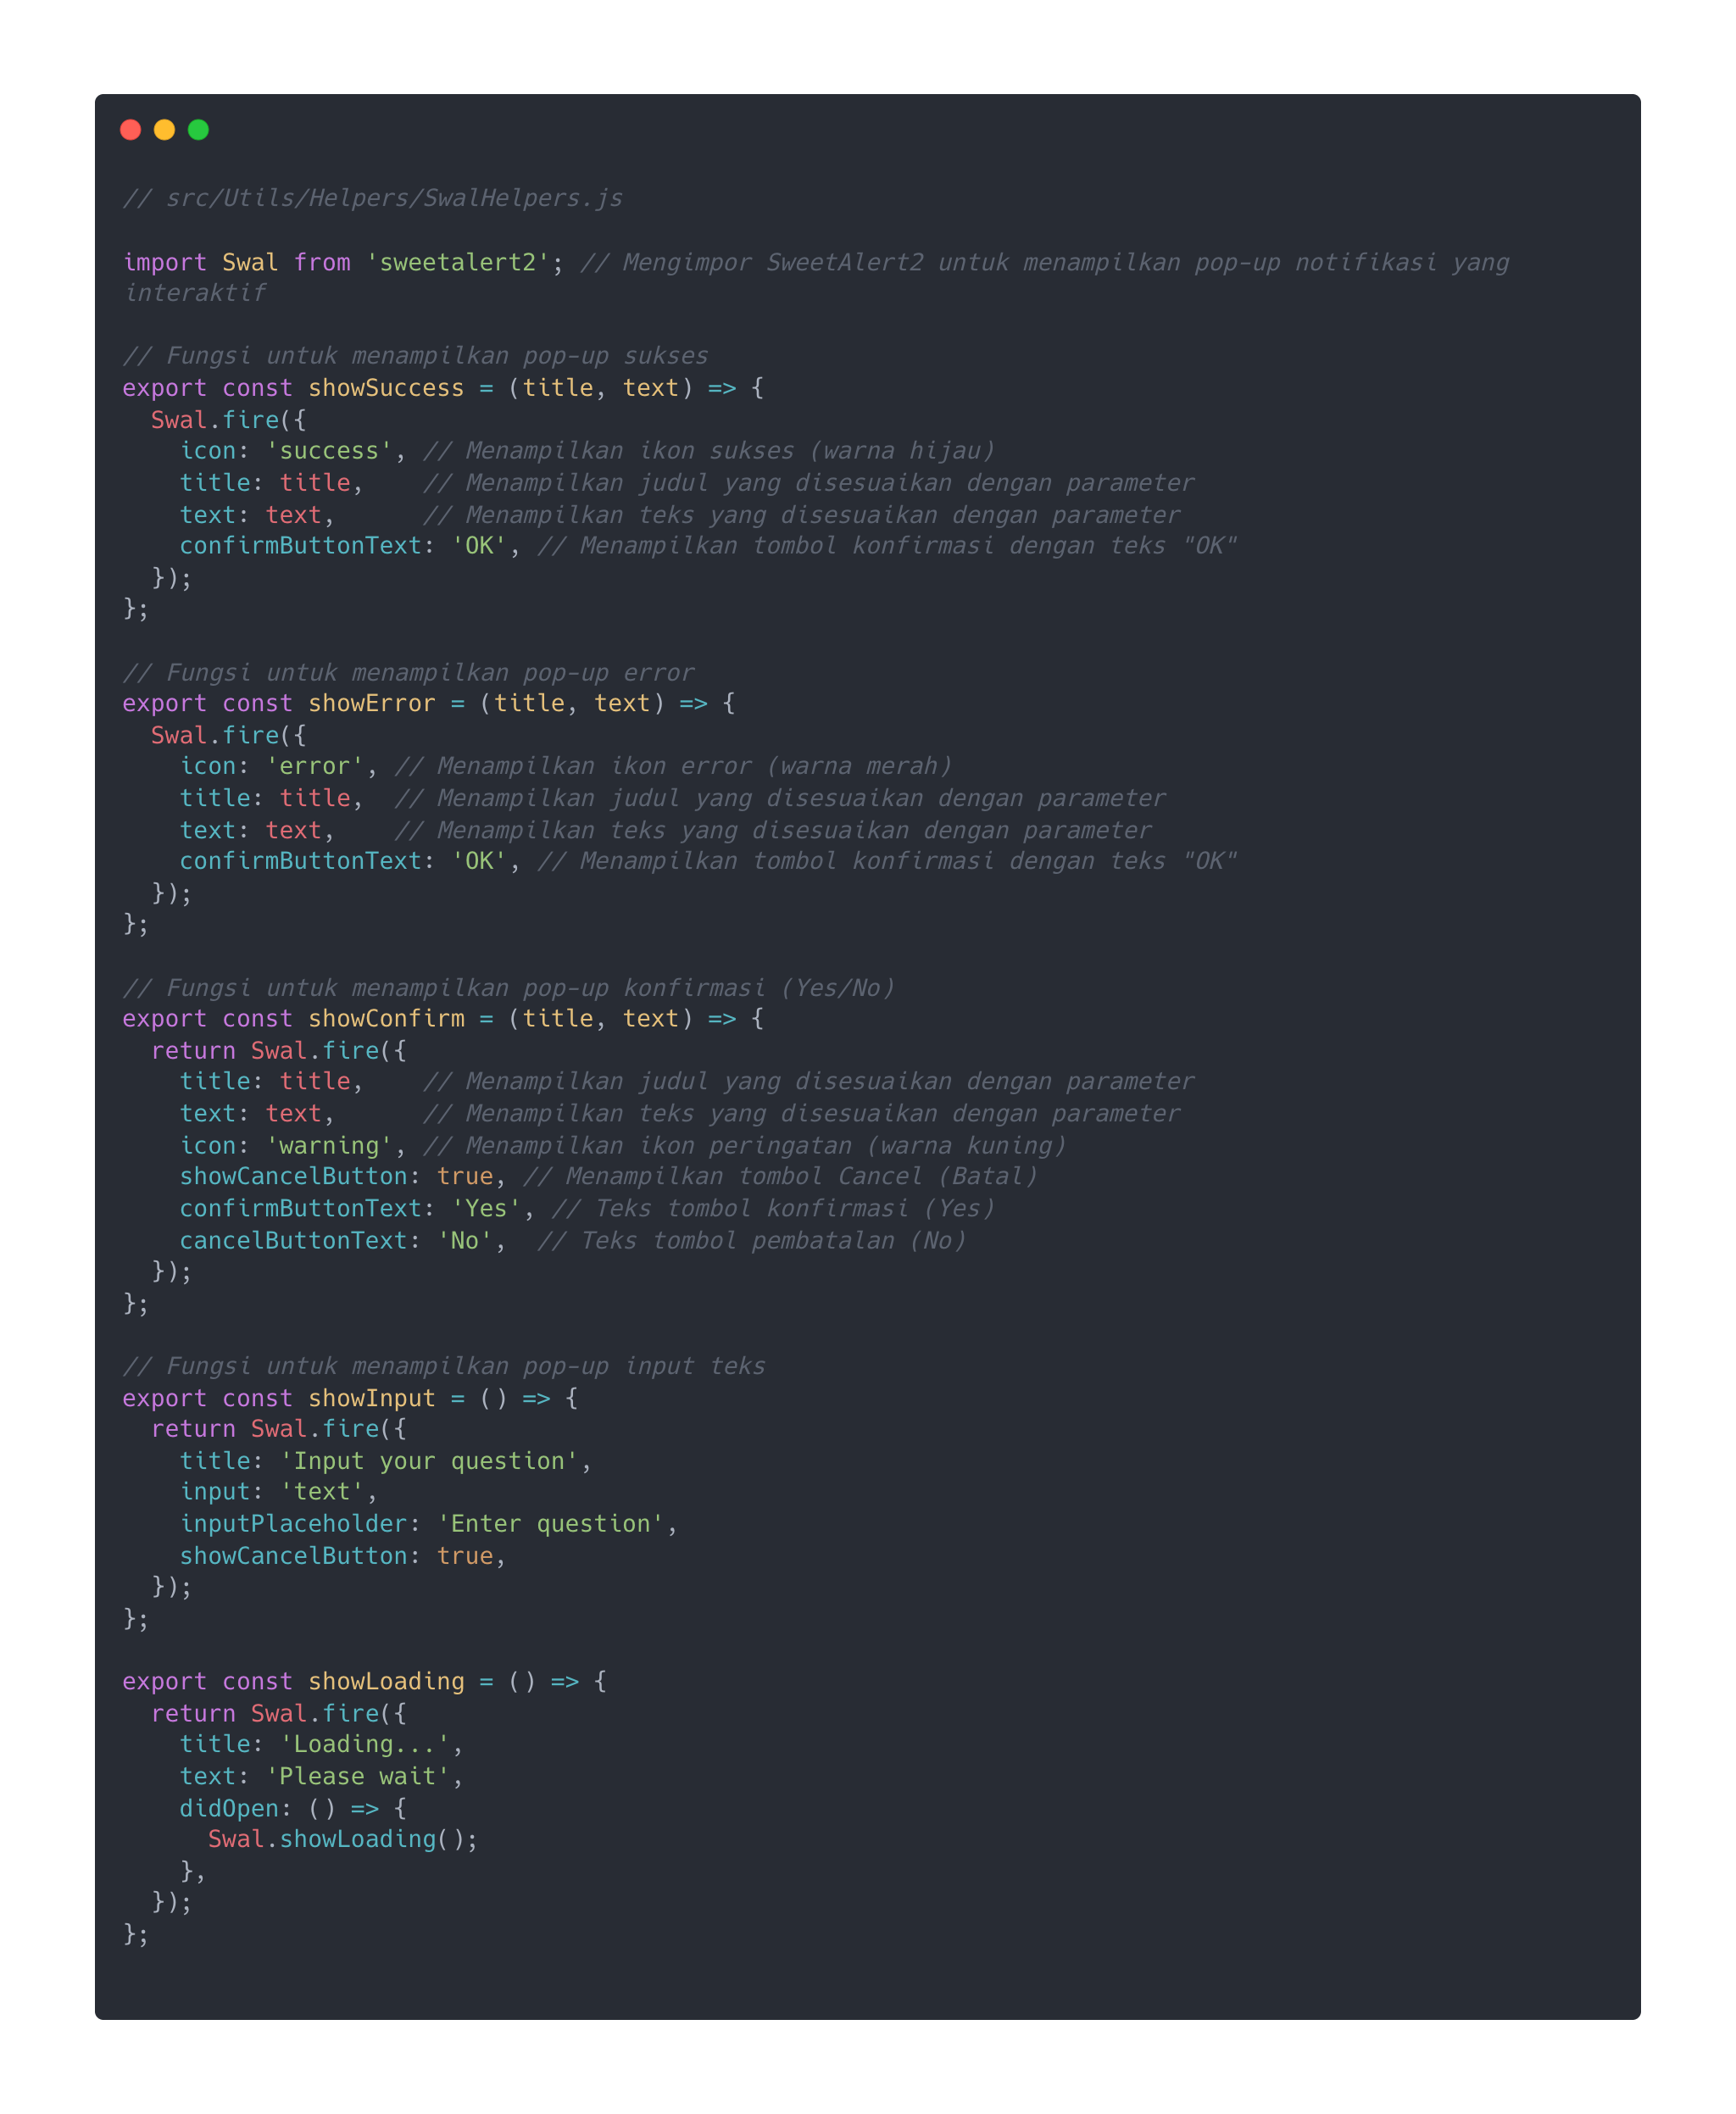 // src/Utils/Helpers/SwalHelpers.js

import Swal from 'sweetalert2'; // Mengimpor SweetAlert2 untuk menampilkan pop-up notifikasi yang
interaktif

// Fungsi untuk menampilkan pop-up sukses
export const showSuccess = (title, text) => {
  Swal.fire({
    icon: 'success', // Menampilkan ikon sukses (warna hijau)
    title: title,    // Menampilkan judul yang disesuaikan dengan parameter
    text: text,      // Menampilkan teks yang disesuaikan dengan parameter
    confirmButtonText: 'OK', // Menampilkan tombol konfirmasi dengan teks "OK"
  });
};

// Fungsi untuk menampilkan pop-up error
export const showError = (title, text) => {
  Swal.fire({
    icon: 'error', // Menampilkan ikon error (warna merah)
    title: title,  // Menampilkan judul yang disesuaikan dengan parameter
    text: text,    // Menampilkan teks yang disesuaikan dengan parameter
    confirmButtonText: 'OK', // Menampilkan tombol konfirmasi dengan teks "OK"
  });
};

// Fungsi untuk menampilkan pop-up konfirmasi (Yes/No)
export const showConfirm = (title, text) => {
  return Swal.fire({
    title: title,    // Menampilkan judul yang disesuaikan dengan parameter
    text: text,      // Menampilkan teks yang disesuaikan dengan parameter
    icon: 'warning', // Menampilkan ikon peringatan (warna kuning)
    showCancelButton: true, // Menampilkan tombol Cancel (Batal)
    confirmButtonText: 'Yes', // Teks tombol konfirmasi (Yes)
    cancelButtonText: 'No',  // Teks tombol pembatalan (No)
  });
};

// Fungsi untuk menampilkan pop-up input teks
export const showInput = () => {
  return Swal.fire({
    title: 'Input your question',
    input: 'text',
    inputPlaceholder: 'Enter question',
    showCancelButton: true,
  });
};

export const showLoading = () => {
  return Swal.fire({
    title: 'Loading...',
    text: 'Please wait',
    didOpen: () => {
      Swal.showLoading();
    },
  });
};